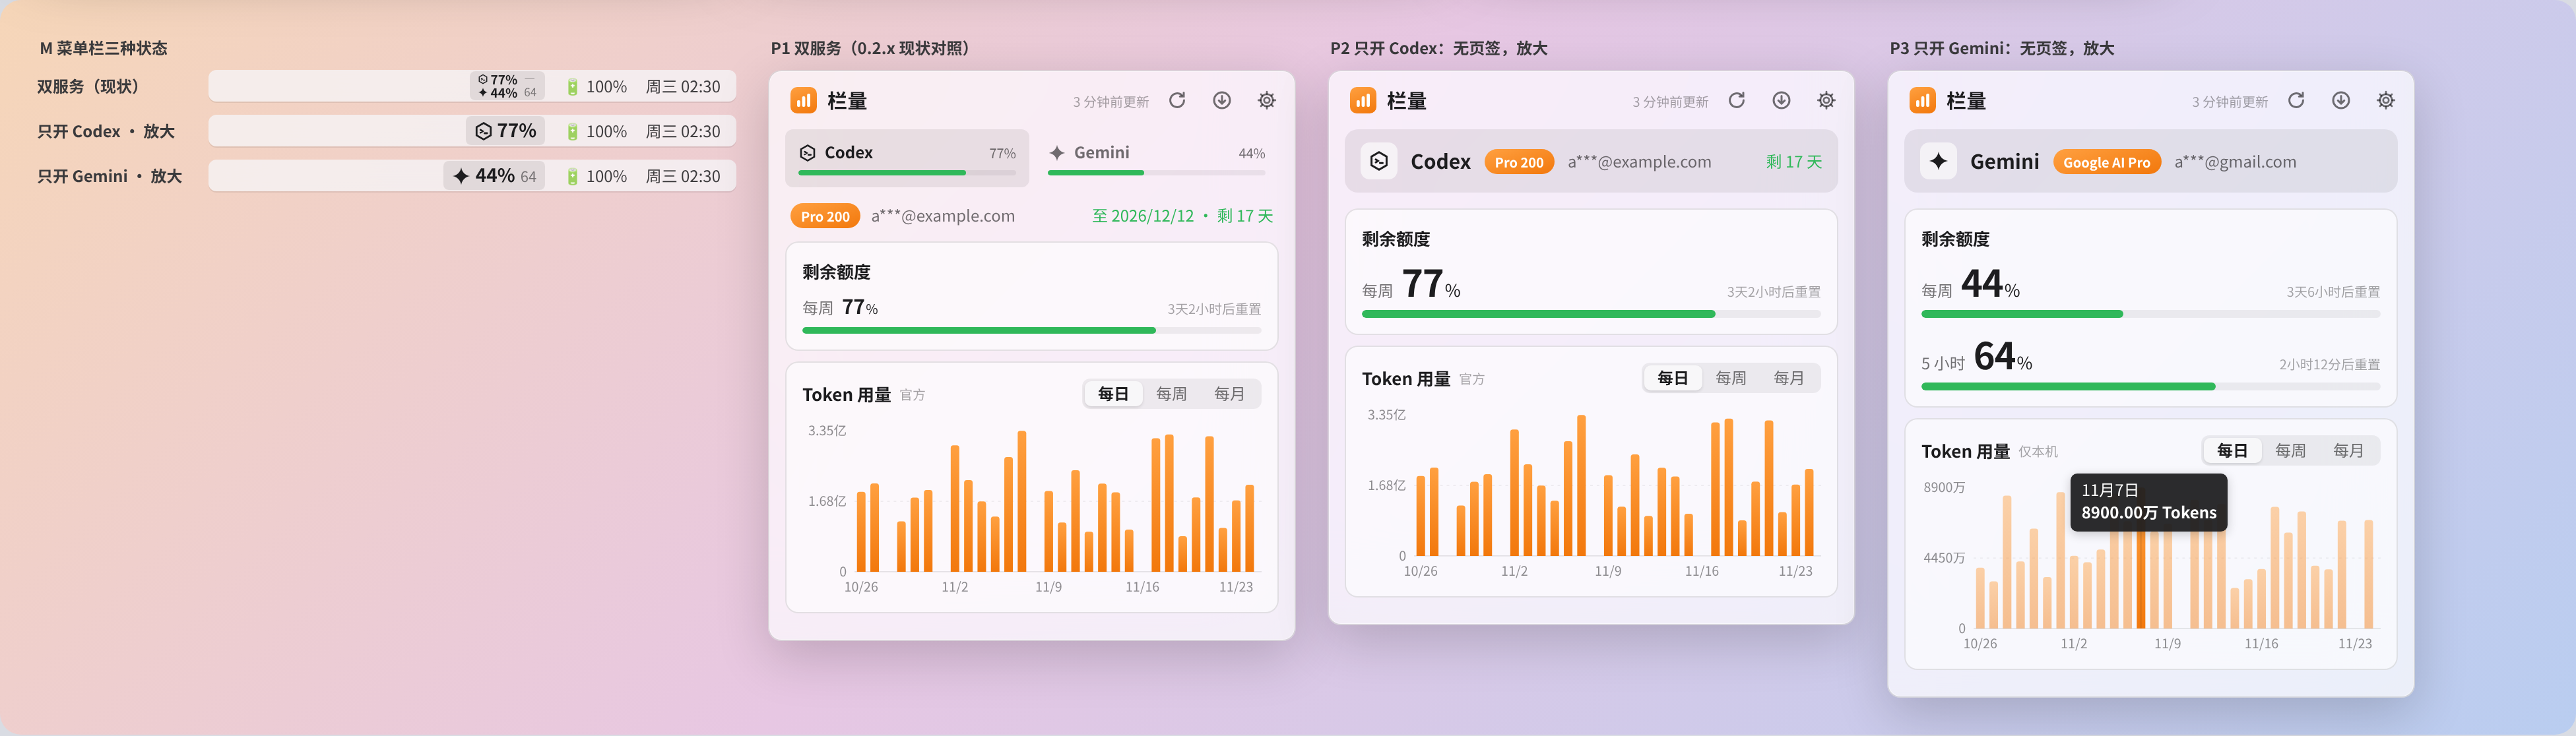 M 菜单栏三种状态
双服务（现状）
77% —
44% 64
100%
周三 02:30
只开 Codex · 放大
77%
100%
周三 02:30
只开 Gemini · 放大
44% 64
100%
周三 02:30
P1 双服务（0.2.x 现状对照）
栏量
3 分钟前更新
Codex 77%
Gemini 44%
Pro 200
a***@example.com
至 2026/12/12 · 剩 17 天
剩余额度
每周 77%
3天2小时后重置
Token 用量 官方
每日 每周 每月
3.35亿
1.68亿
0
10/26 11/2 11/9 11/16 11/23
P2 只开 Codex：无页签，放大
栏量
3 分钟前更新
Codex
Pro 200
a***@example.com
剩 17 天
剩余额度
每周 77%
3天2小时后重置
Token 用量 官方
每日 每周 每月
3.35亿
1.68亿
0
10/26 11/2 11/9 11/16 11/23
P3 只开 Gemini：无页签，放大
栏量
3 分钟前更新
Gemini
Google AI Pro
a***@gmail.com
剩余额度
每周 44%
3天6小时后重置
5 小时 64%
2小时12分后重置
Token 用量 仅本机
每日 每周 每月
8900万
11月7日
8900.00万 Tokens
4450万
0
10/26 11/2 11/9 11/16 11/23